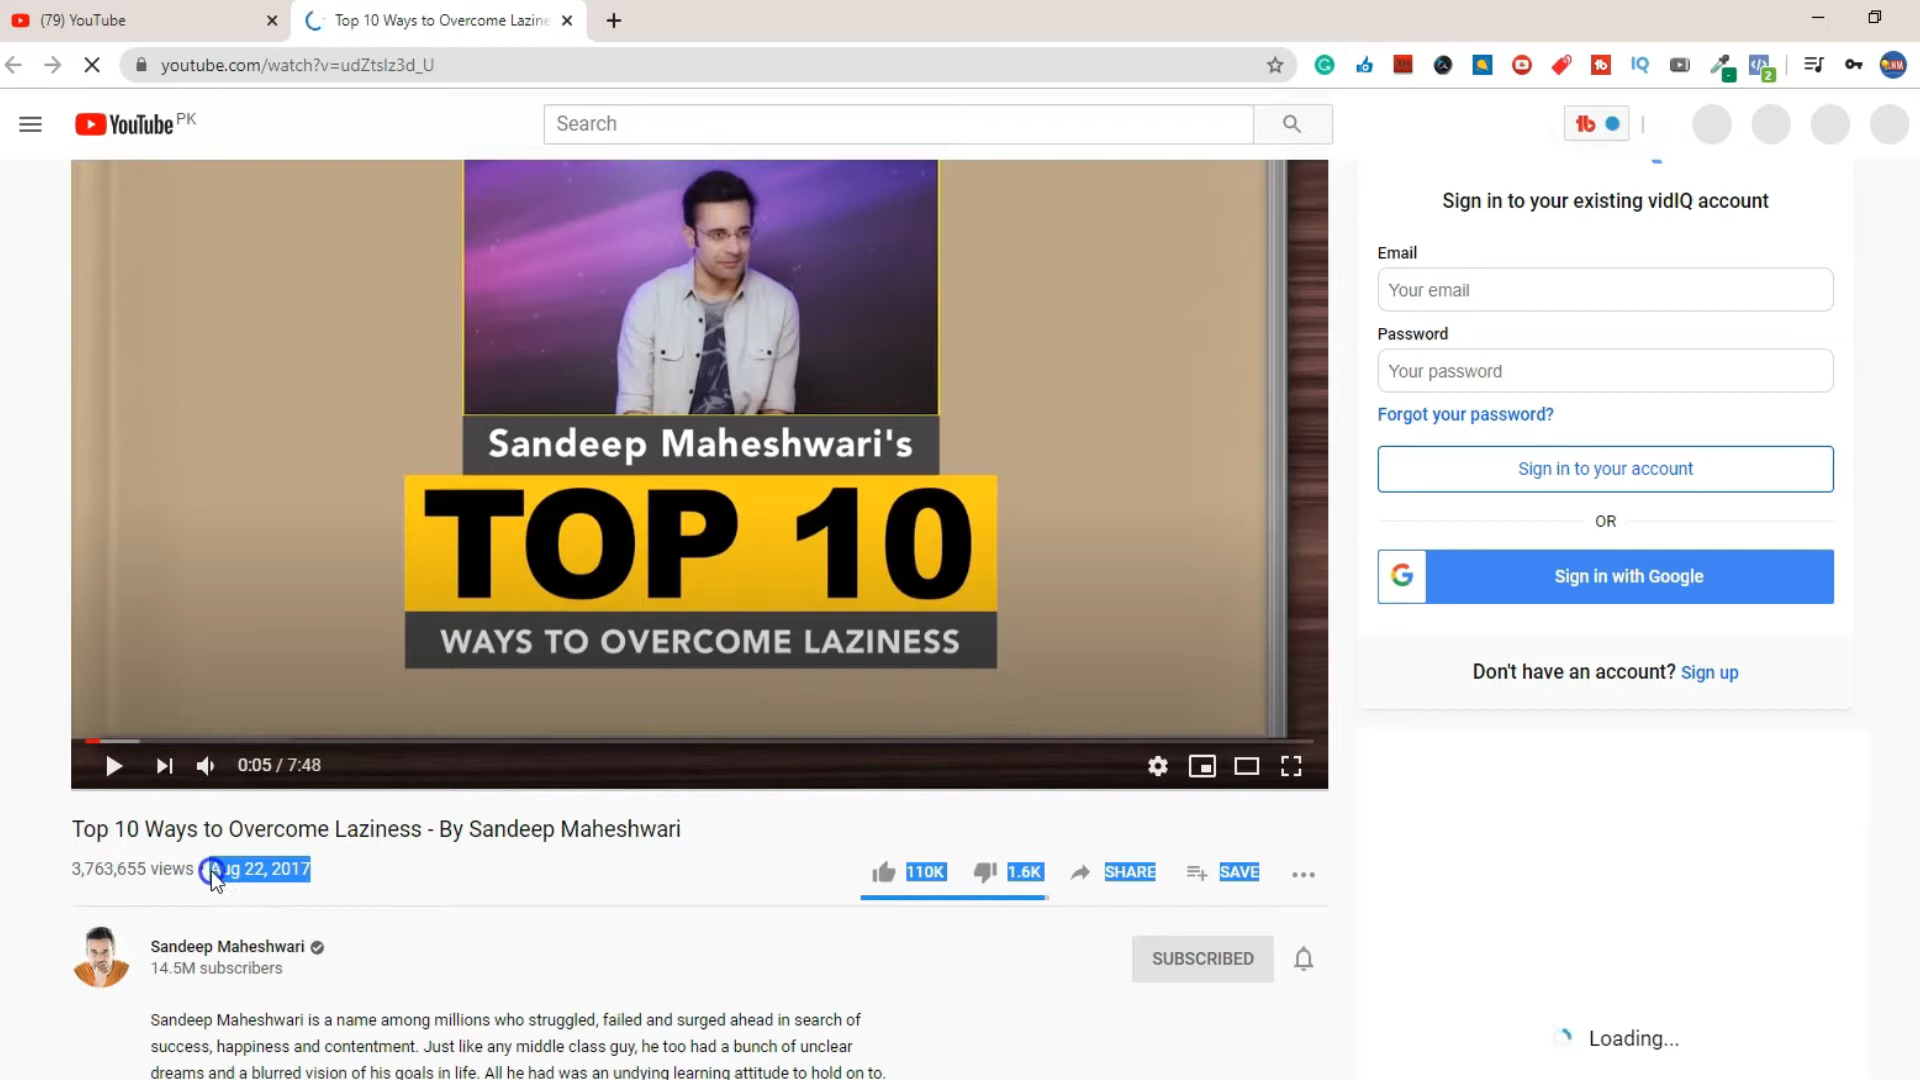 (79) YouTube
Top 10 Ways to Overcome Lazine
youtube.com/watch?v=udZtsIz3d_U
IQ
2
LWM
YouTube PK
Search
tb
Sandeep Maheshwari's
TOP 10
WAYS TO OVERCOME LAZINESS
0:05 / 7:48
Top 10 Ways to Overcome Laziness - By Sandeep Maheshwari
3,763,655 views
Aug 22, 2017
110K
1.6K
SHARE
SAVE
Sandeep Maheshwari
14.5M subscribers
SUBSCRIBED
Sandeep Maheshwari is a name among millions who struggled, failed and surged ahead in search of
success, happiness and contentment. Just like any middle class guy, he too had a bunch of unclear
dreams and a blurred vision of his goals in life. All he had was an undying learning attitude to hold on to.
Sign in to your existing vidIQ account
Email
Your email
Password
Your password
Forgot your password?
Sign in to your account
OR
Sign in with Google
Don't have an account? Sign up
Loading...